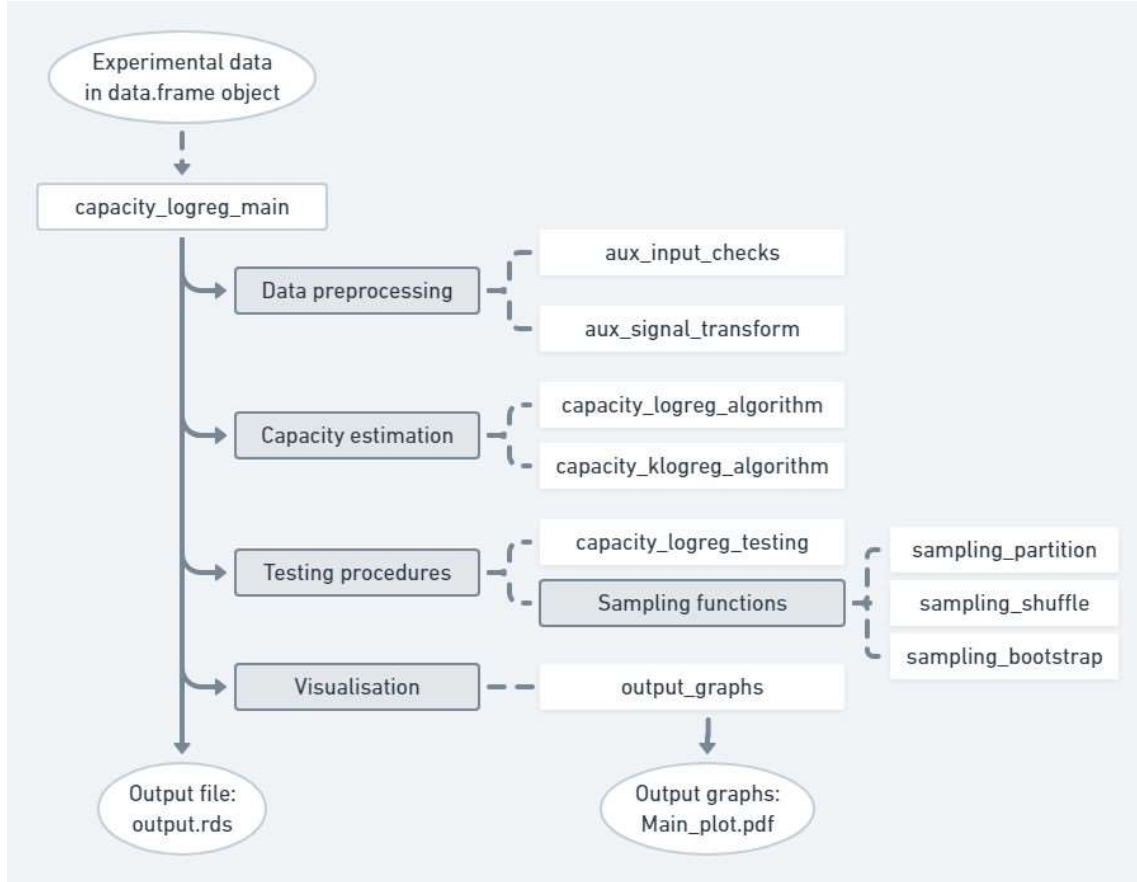 Experimental data
in data.frame object
capacity_logreg_main
Data preprocessing
aux_input_checks
aux_signal_transform
Capacity estimation
capacity_logreg_algorithm
capacity_klogreg_algorithm
Testing procedures
capacity_logreg_testing
Sampling functions
sampling_partition
sampling_shuffle
sampling_bootstrap
Visualisation
output_graphs
Output file:
output.rds
Output graphs:
Main_plot.pdf